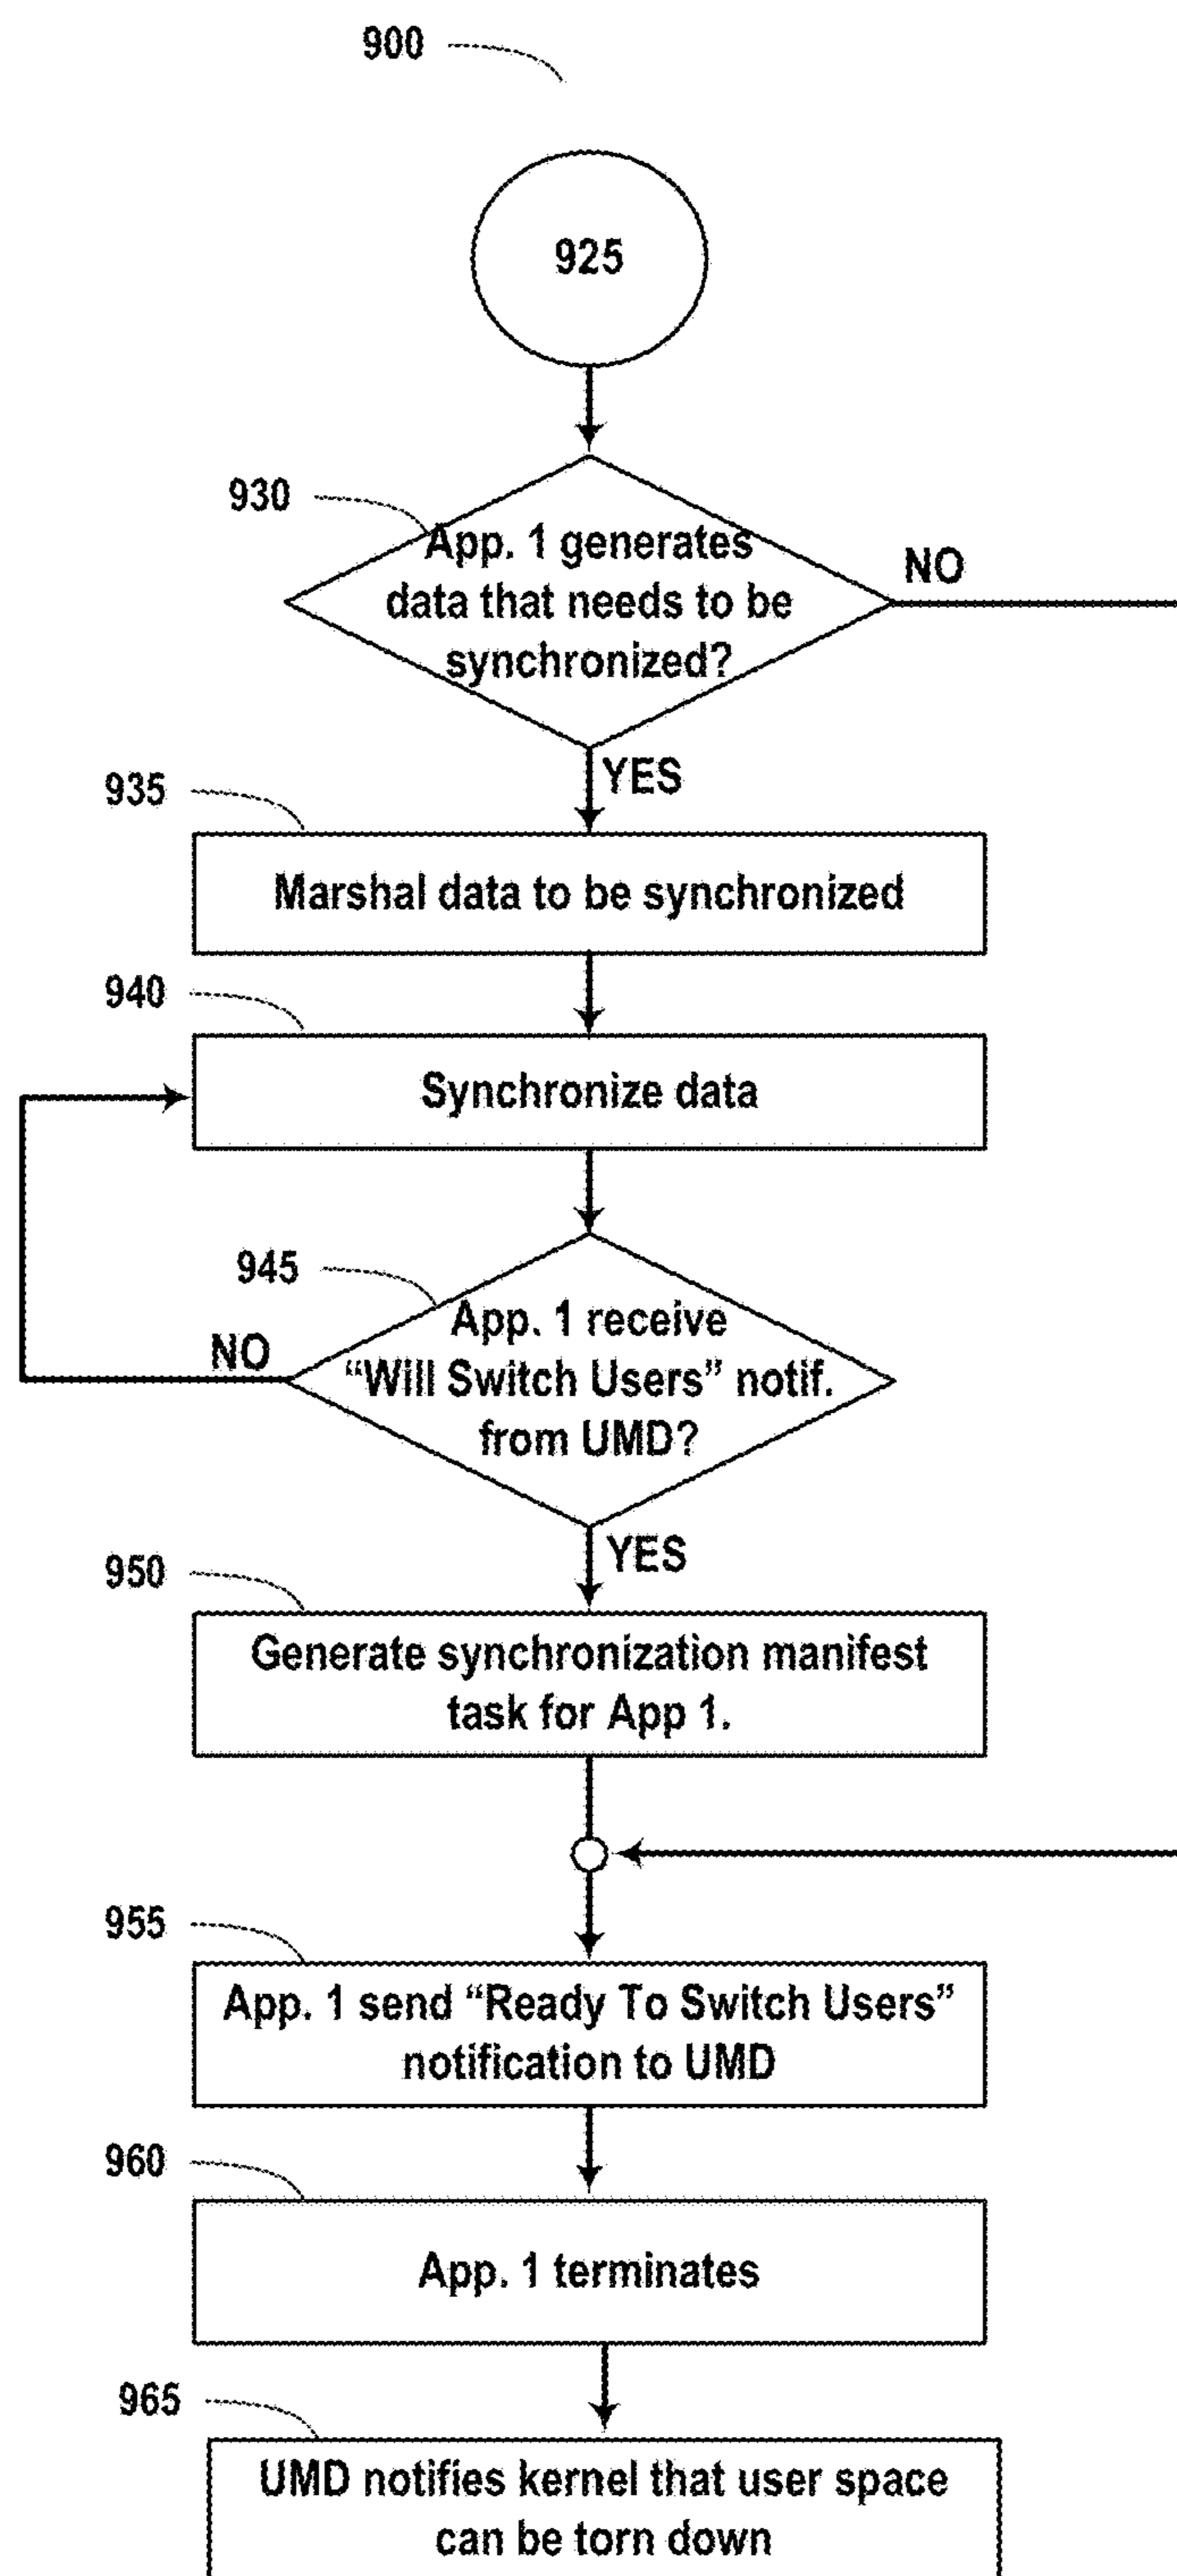 900
925
930
App. 1 generates
data that needs to be
synchronized?
NO
YES
935
Marshal data to be synchronized
940
Synchronize data
945
App. 1 receive
“Will Switch Users” notif.
from UMD?
NO
YES
950
Generate synchronization manifest
task for App 1.
955
App. 1 send “Ready To Switch Users”
notification to UMD
960
App. 1 terminates
965
UMD notifies kernel that user space
can be torn down